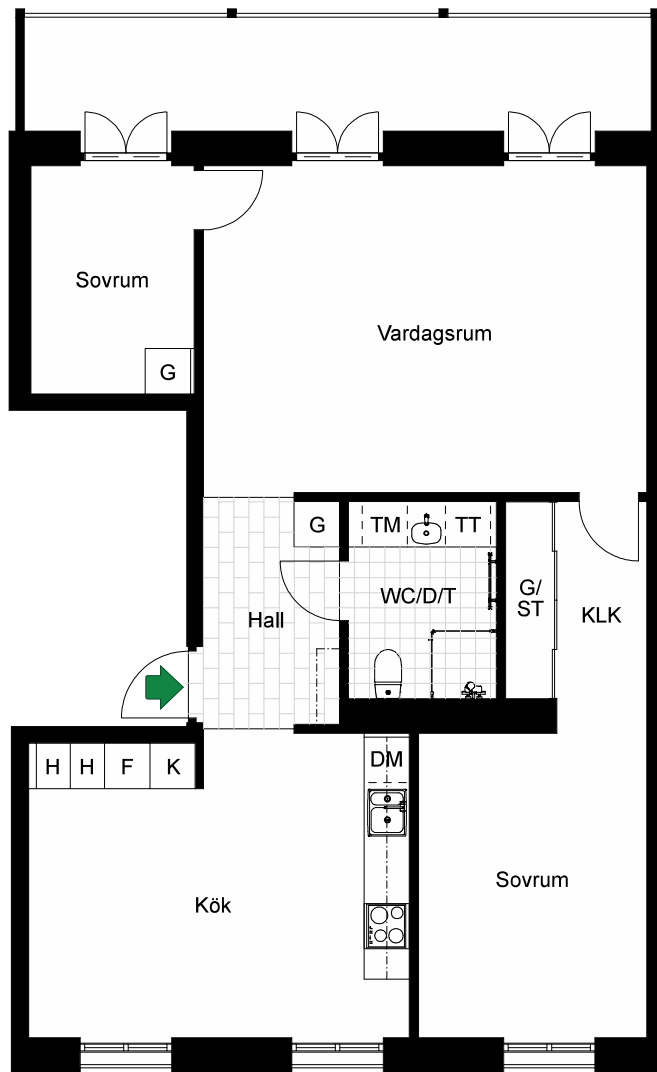 Sovrum
Vardagsrum
G
G
TM
TT
WC/D/T
G/
ST
KLK
Hall
H
H
F
K
DM
Sovrum
Kök